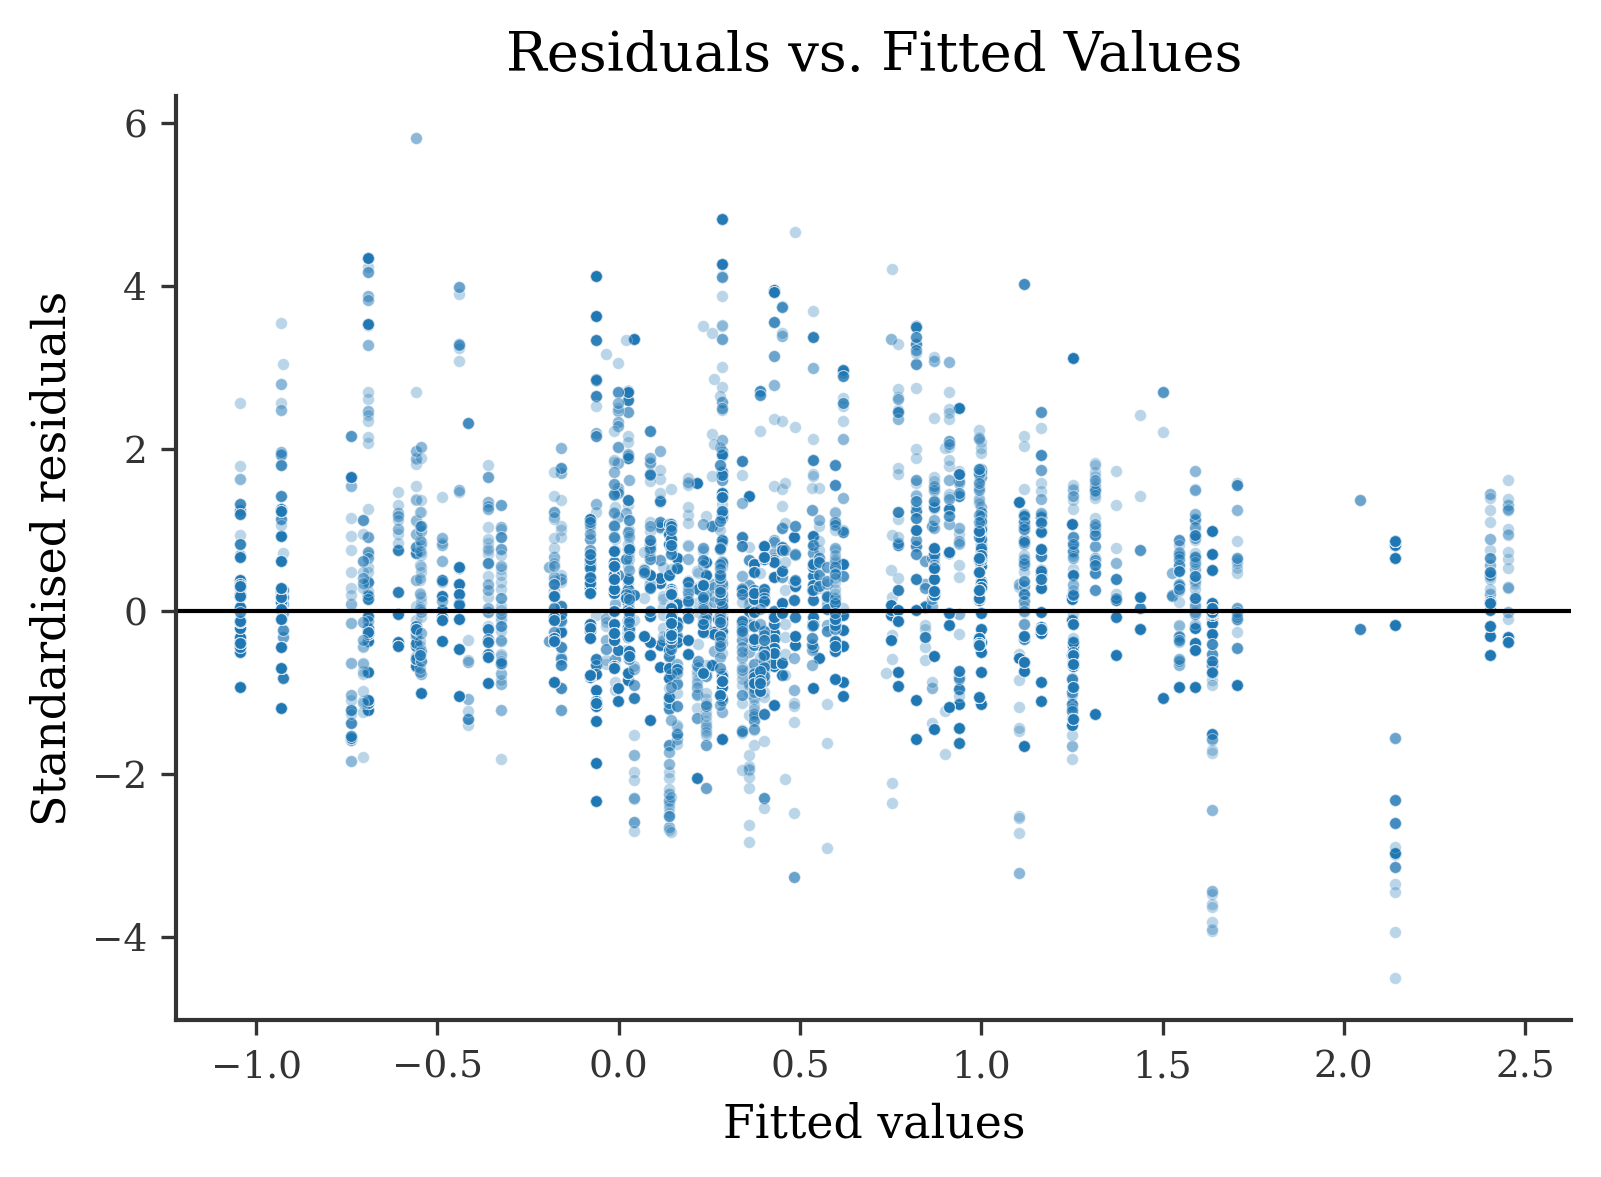 Residuals vs. Fitted Values
Standardised residuals
6
4
2
0
−2
−4
−1.0 −0.5 0.0 0.5 1.0 1.5 2.0 2.5
Fitted values